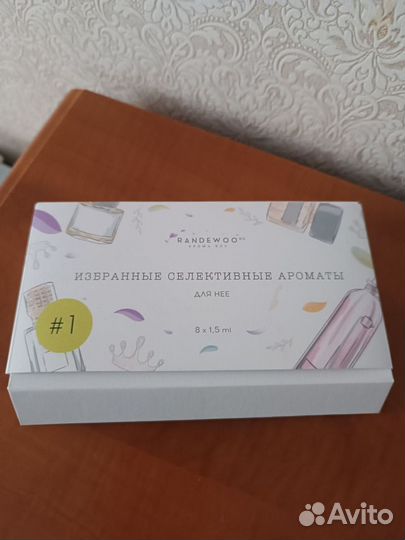 RANDEWOO
ИЗБРАННЫЕ СЕЛЕКТИВНЫЕ АРОМАТЫ
ДЛЯ НЕЕ
8 x 1,5 ml
#1
Avito